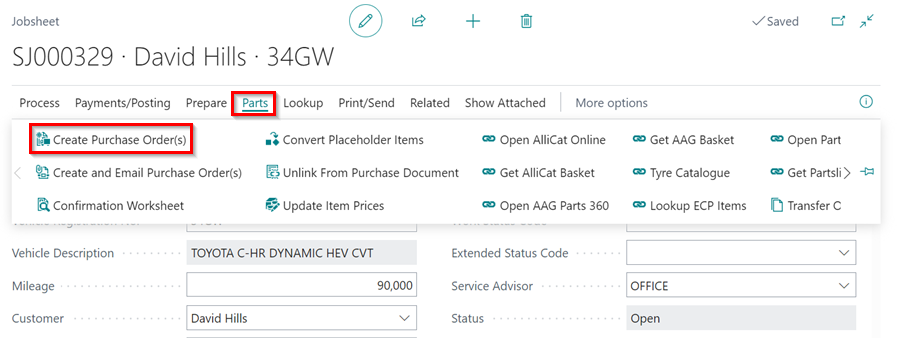 Jobsheet
Saved
SJ000329 · David Hills · 34GW
Process Payments/Posting Prepare Parts Lookup Print/Send Related Show Attached More options
Create Purchase Order(s) Convert Placeholder Items Open AlliCat Online Get AAG Basket Open Part
Create and Email Purchase Order(s) Unlink From Purchase Document Get AlliCat Basket Tyre Catalogue Get Partsli
Confirmation Worksheet Update Item Prices Open AAG Parts 360 Lookup ECP Items Transfer O
Vehicle Description TOYOTA C-HR DYNAMIC HEV CVT Extended Status Code
Mileage 90,000 Service Advisor OFFICE
Customer David Hills Status Open